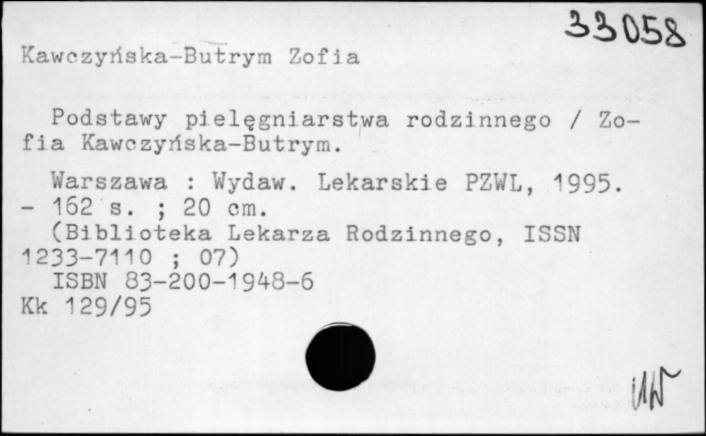 33058
Kawczyńska-Butrym Zofia
Podstawy pielęgniarstwa rodzinnego / Zo-
fia Kawczyńska-Butrym.
Warszawa : Wydaw. Lekarskie PZWL, 1995.
- 162 s. ; 20 cm.
(Biblioteka Lekarza Rodzinnego, ISSN
1233-7110 ; 07)
ISBN 83-200-1948-6
Kk 129/95